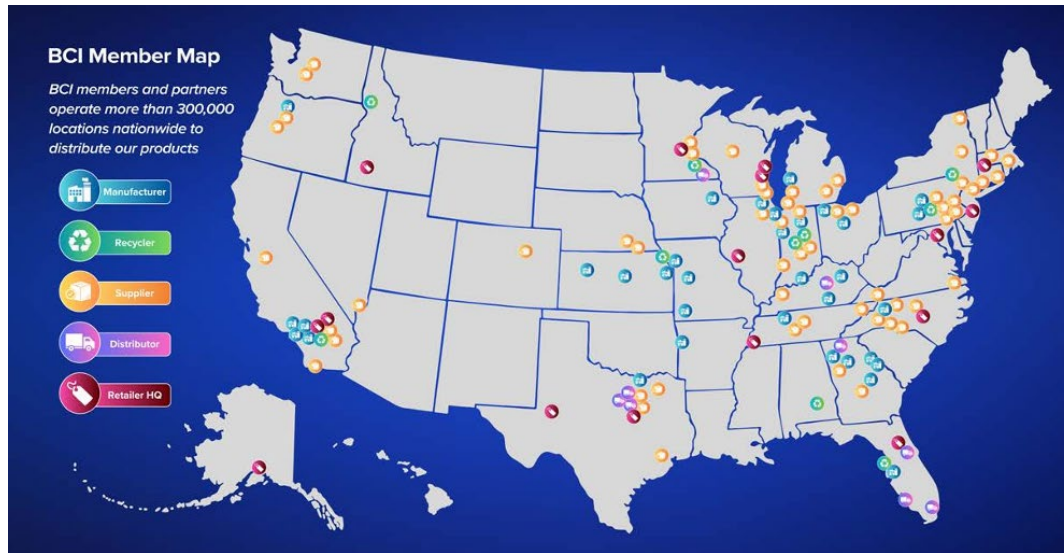 BCI Member Map
BCI members and partners
operate more than 300,000
locations nationwide to
distribute our products
Manufacturer
Recycler
Supplier
Distributor
Retailer HQ